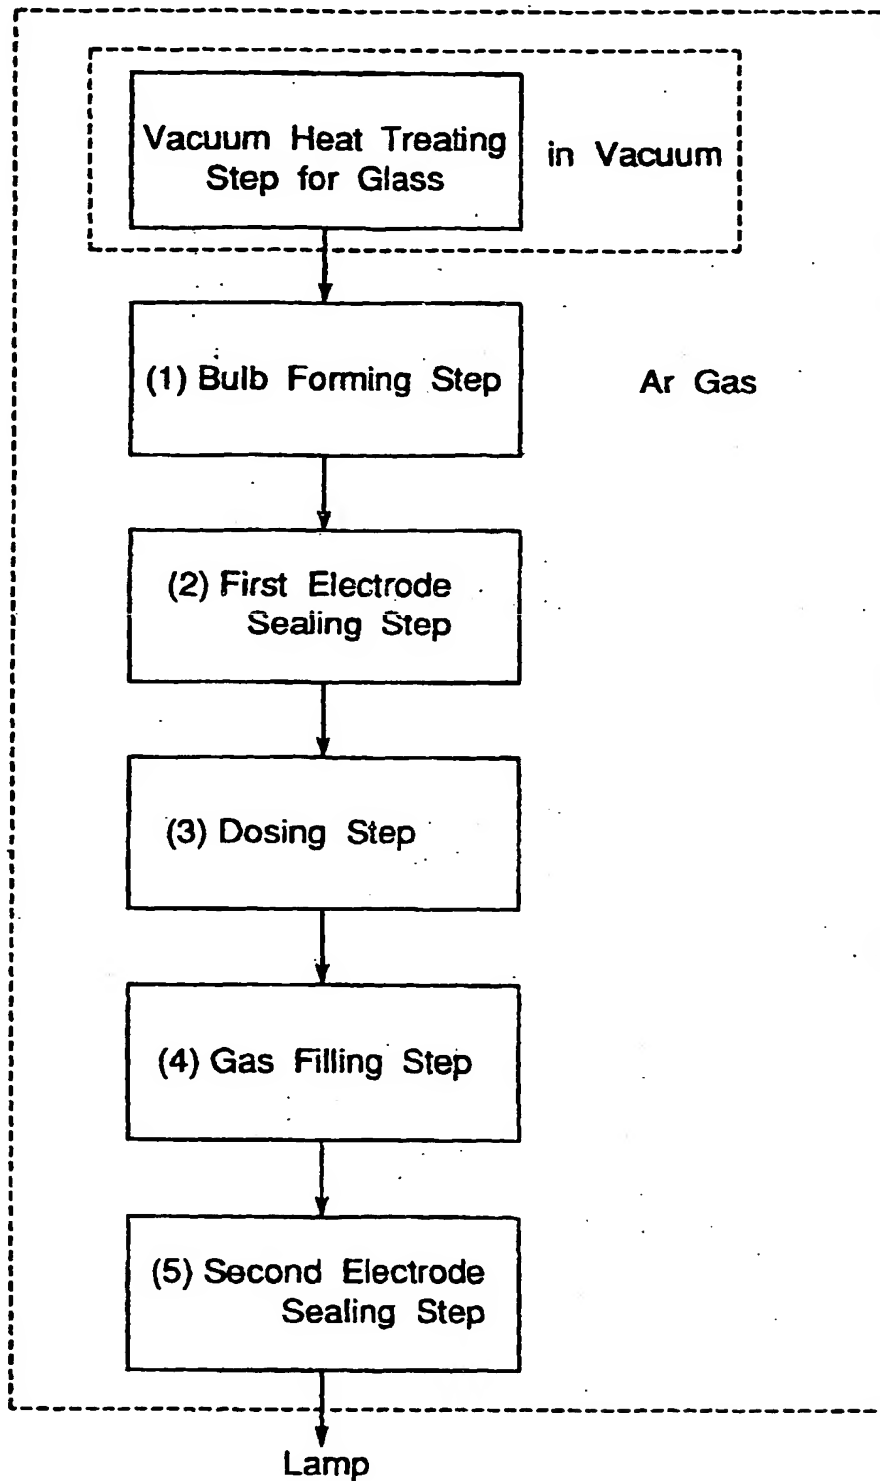 Vacuum Heat Treating
Step for Glass
in Vacuum
(1) Bulb Forming Step
Ar Gas
(2) First Electrode
Sealing Step
(3) Dosing Step
(4) Gas Filling Step
(5) Second Electrode
Sealing Step
Lamp